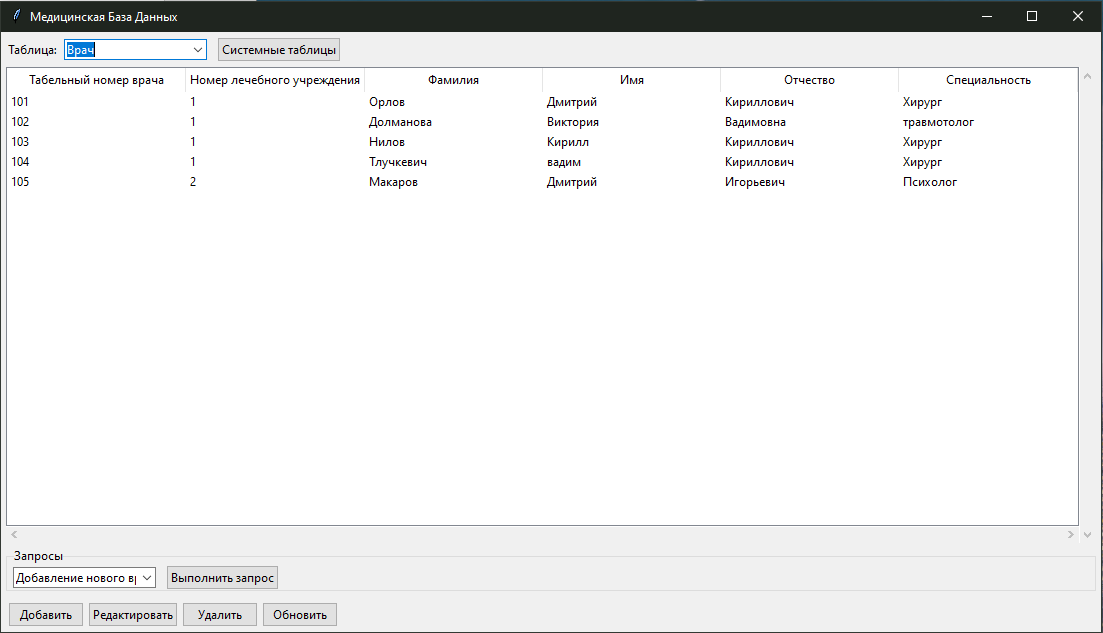 Медицинская База Данных
Таблица: Врач Системные таблицы
Табельный номер врача Номер лечебного учреждения Фамилия Имя Отчество Специальность
101 1 Орлов Дмитрий Кириллович Хирург
102 1 Долманова Виктория Вадимовна травмотолог
103 1 Нилов Кирилл Кириллович Хирург
104 1 Тлучкевич вадим Кириллович Хирург
105 2 Макаров Дмитрий Игорьевич Психолог
Запросы
Добавление нового Выполнить запрос
Добавить Редактировать Удалить Обновить